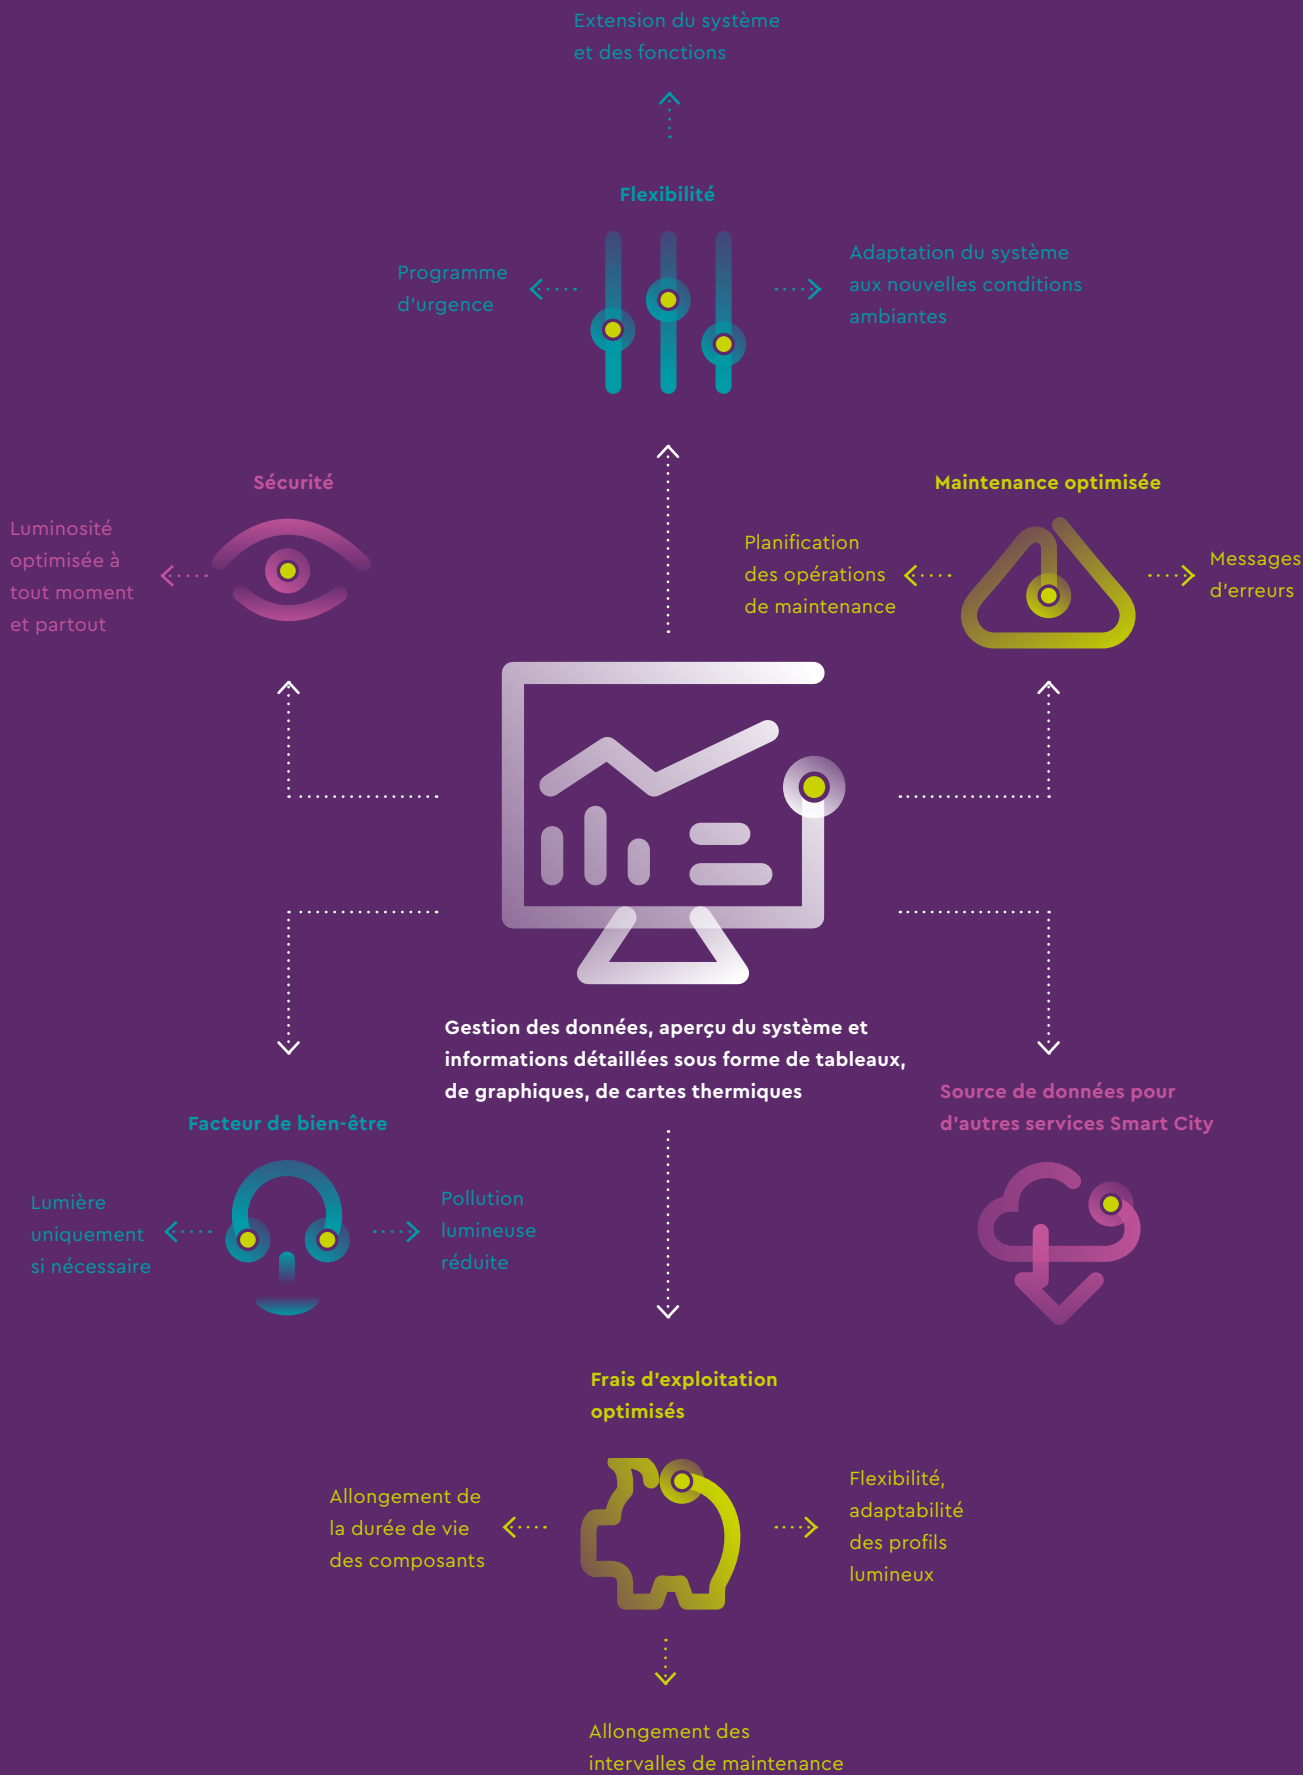 Extension du système
et des fonctions
Flexibilité
Programme
d'urgence
Adaptation du système
aux nouvelles conditions
ambiantes
Sécurité
Luminosité
optimisée à
tout moment
et partout
Maintenance optimisée
Planification
des opérations
de maintenance
Messages
d'erreurs
Gestion des données, aperçu du système et
informations détaillées sous forme de tableaux,
de graphiques, de cartes thermiques
Facteur de bien-être
Lumière
uniquement
si nécessaire
Pollution
lumineuse
réduite
Source de données pour
d'autres services Smart City
Frais d'exploitation
optimisés
Allongement de
la durée de vie
des composants
Flexibilité,
adaptabilité
des profils
lumineux
Allongement des
intervalles de maintenance